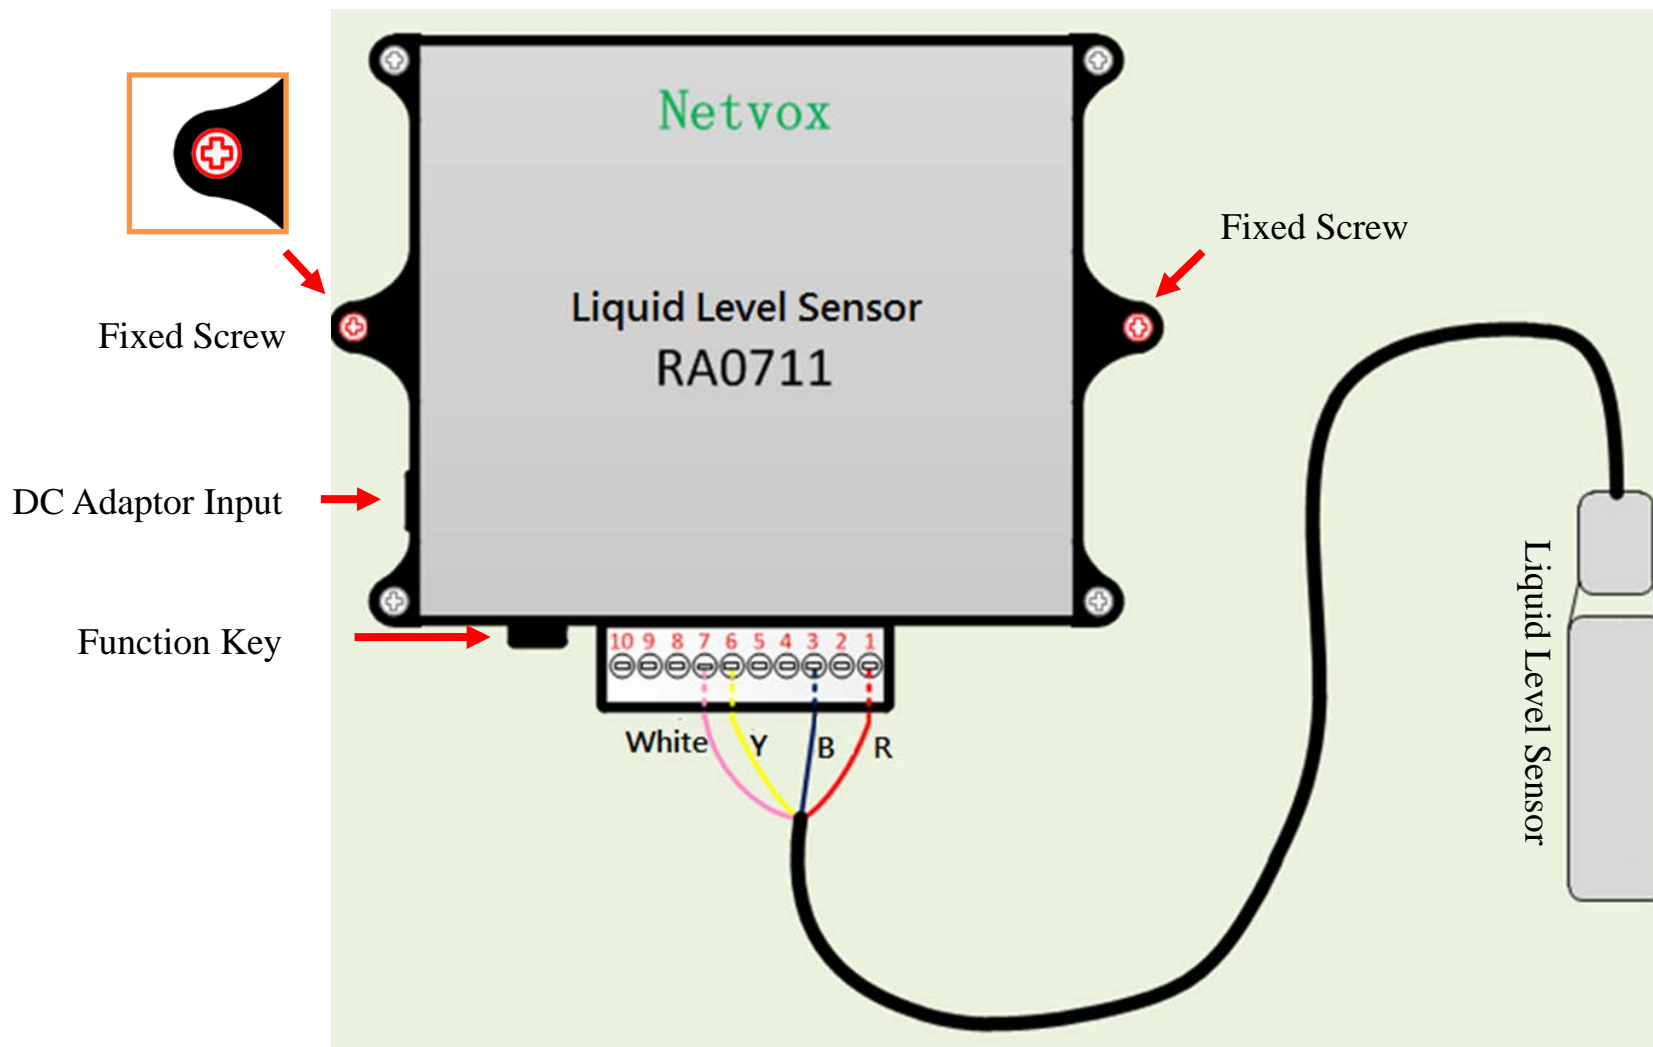 Netvox
Fixed Screw
Liquid Level Sensor
RA0711
Fixed Screw
DC Adaptor Input
Function Key
10 9 8 7 6 5 4 3 2 1
White Y B R
Liquid Level Sensor